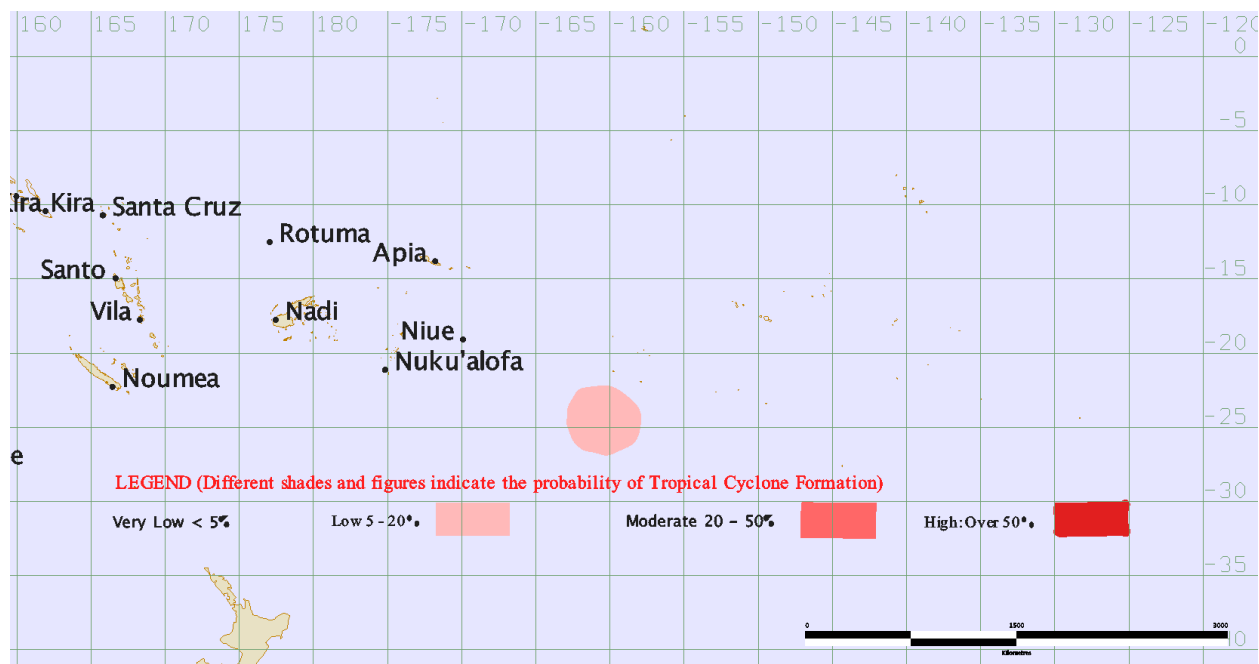 160 165 170 175 180 -175 -170 -165 -160 -155 -150 -145 -140 -135 -130 -125 -120
0
-5
-10
Kira Kira
Santa Cruz
Rotuma
Apia
Santo
-15
Vila
Nadi
Niue
-20
Nuku'alofa
Noumea
-25
e
LEGEND (Different shades and figures indicate the probability of Tropical Cyclone Formation)
-30
Very Low < 5%
Low 5 - 20%
Moderate 20 - 50%
High: Over 50%
-35
0 1500 3000
Kilometres